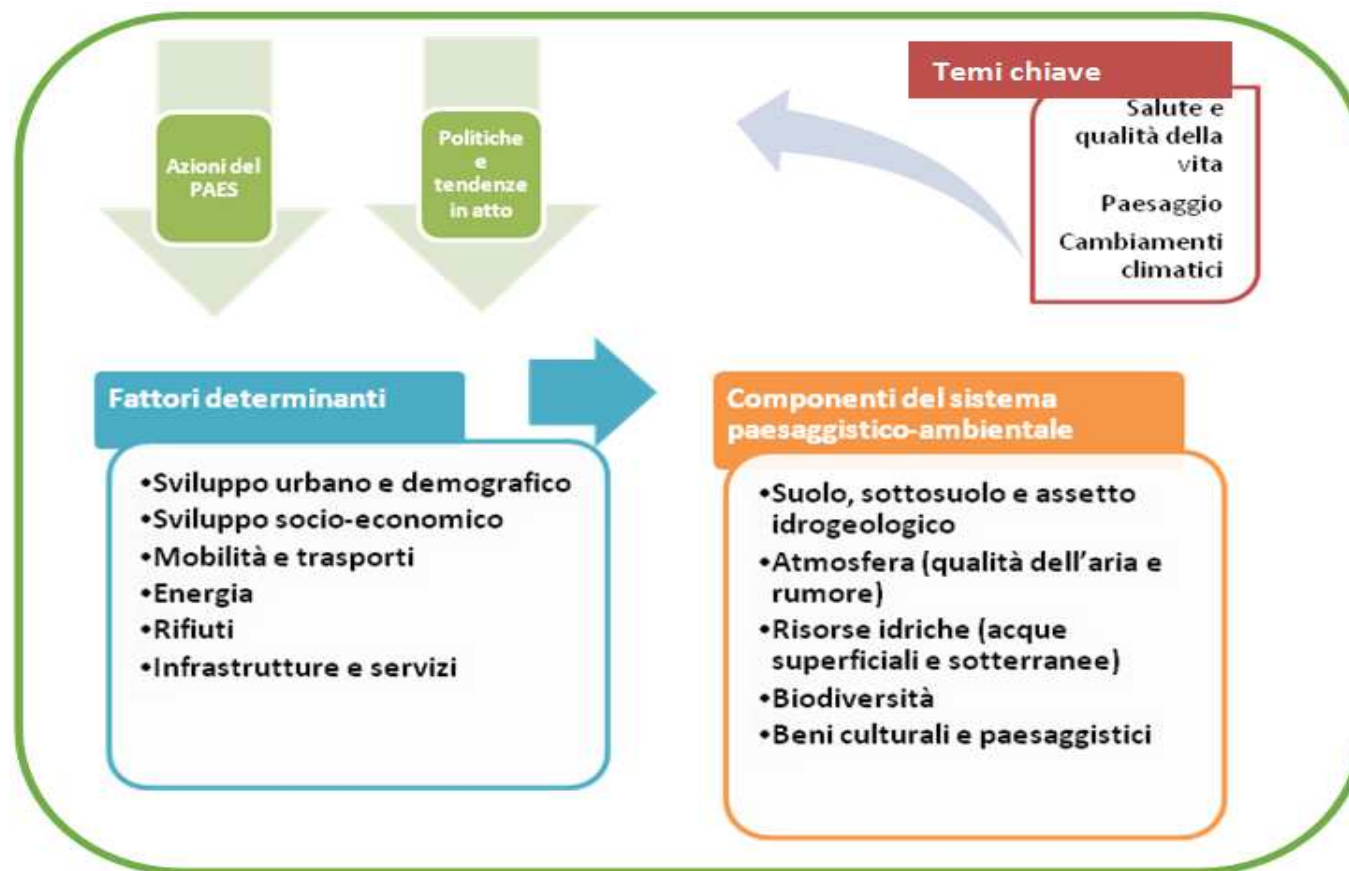 Azioni del
PAES
Politiche
e
tendenze
in atto
Temi chiave
Salute e
qualità della
vita
Paesaggio
Cambiamenti
climatici
Fattori determinanti
•Sviluppo urbano e demografico
•Sviluppo socio-economico
•Mobilità e trasporti
•Energia
•Rifiuti
•Infrastrutture e servizi
Componenti del sistema
paesaggistico-ambientale
•Suolo, sottosuolo e assetto
idrogeologico
•Atmosfera (qualità dell’aria e
rumore)
•Risorse idriche (acque
superficiali e sotterranee)
•Biodiversità
•Beni culturali e paesaggistici